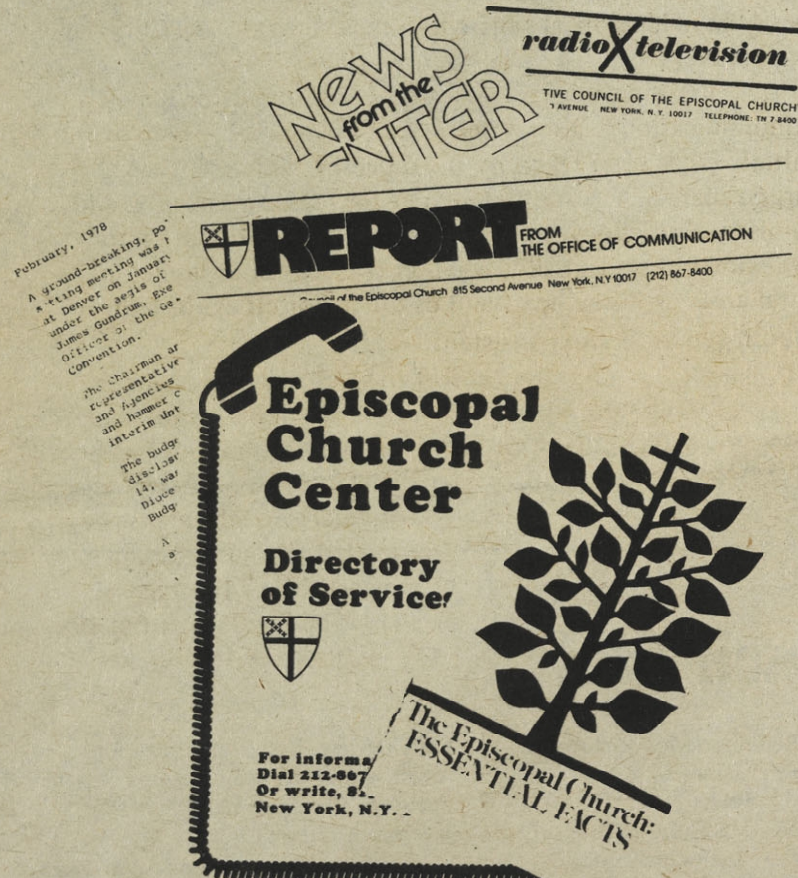 News
from the
CENTER
radio X television
TIVE COUNCIL OF THE EPISCOPAL CHURCH
AVENUE NEW YORK, N. Y. 10017 TELEPHONE: TN 7-8400
REPORT FROM
THE OFFICE OF COMMUNICATION
Council of the Episcopal Church 815 Second Avenue New York, N.Y 10017 (212) 867-8400
February, 1978
A ground-breaking, po
tting meeting was
at Denver on January
under the aegis of
James Gundrum, Exe
Officer of the Ge
Convention.
The Chairman an
representative
and Agencies
and hammer
interim unt
The budge
disclos
14, was
Dioce
Budg
A
a
Episcopal
Church
Center
Directory
of Services
For informa
Dial 212-867
Or write, 8
New York, N.Y.
The Episcopal Church:
ESSENTIAL FACTS